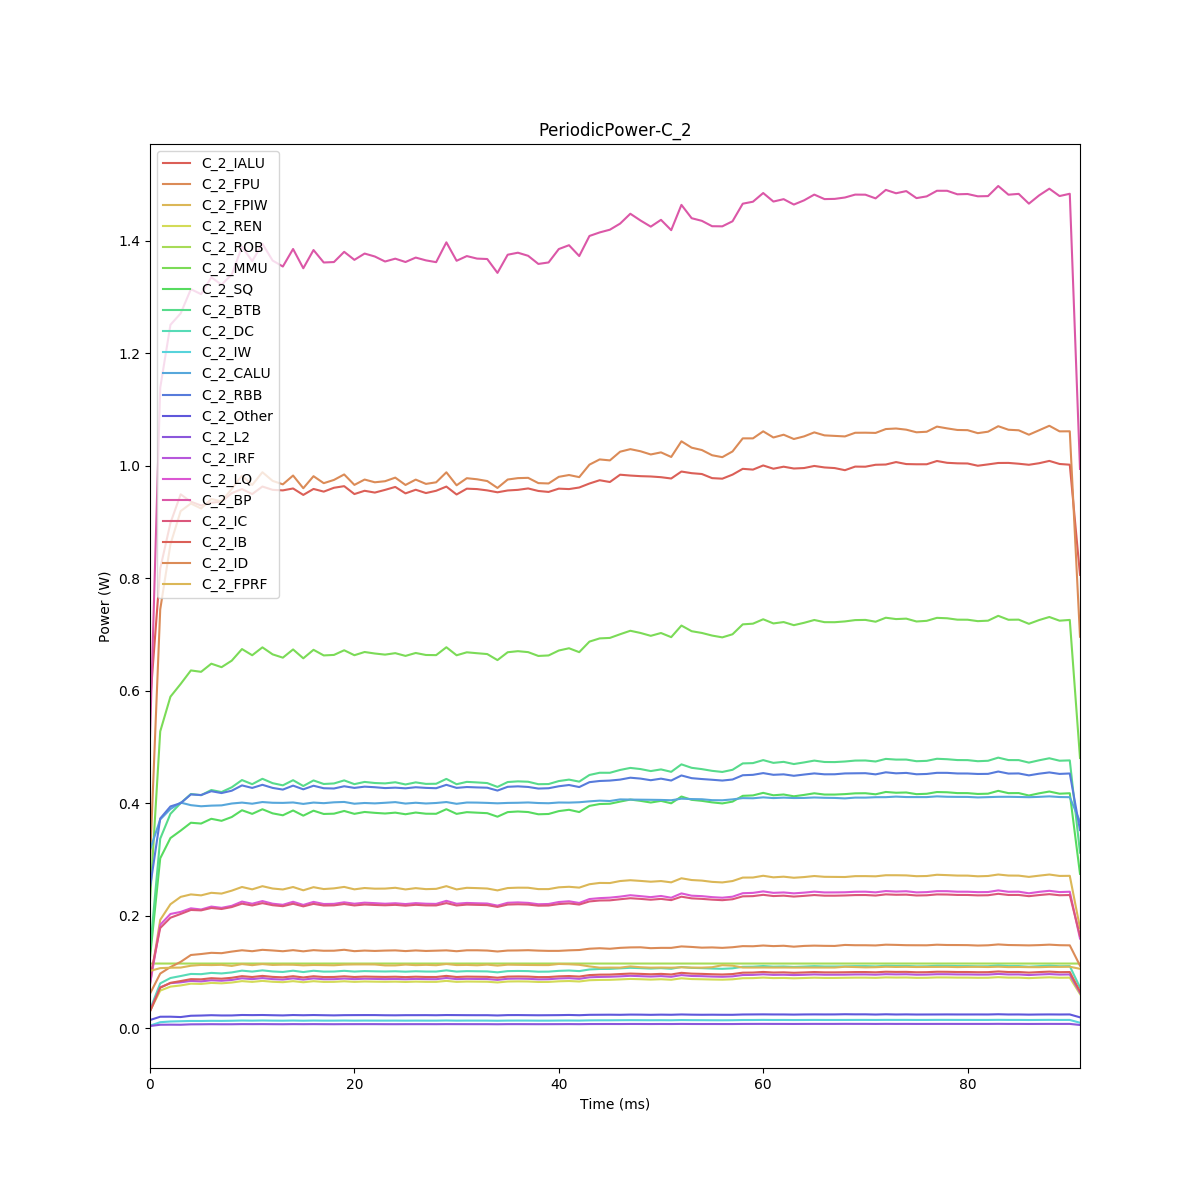 PeriodicPower-C_2
C_2_IALU
C_2_FPU
C_2_FPIW
C_2_REN
C_2_ROB
C_2_MMU
C_2_SQ
C_2_BTB
C_2_DC
C_2_IW
C_2_CALU
C_2_RBB
C_2_Other
C_2_L2
C_2_IRF
C_2_LQ
C_2_BP
C_2_IC
C_2_IB
C_2_ID
C_2_FPRF
Power (W)
1.4
1.2
1.0
0.8
0.6
0.4
0.2
0.0
0 20 40 60 80
Time (ms)